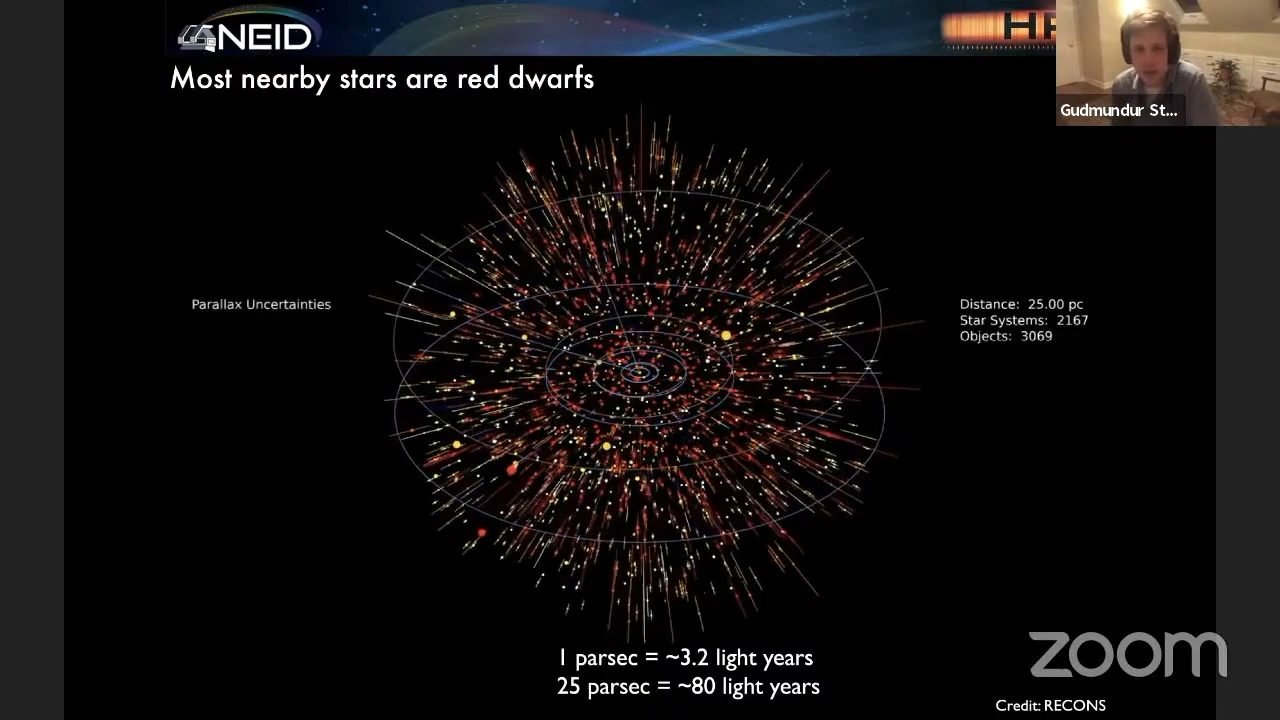 NEID
HP
Gudmundur St...
Most nearby stars are red dwarfs
Parallax Uncertainties
Distance: 25.00 pc
Star Systems: 2167
Objects: 3069
1 parsec = ~3.2 light years
25 parsec = ~80 light years
zoom
Credit: RECONS